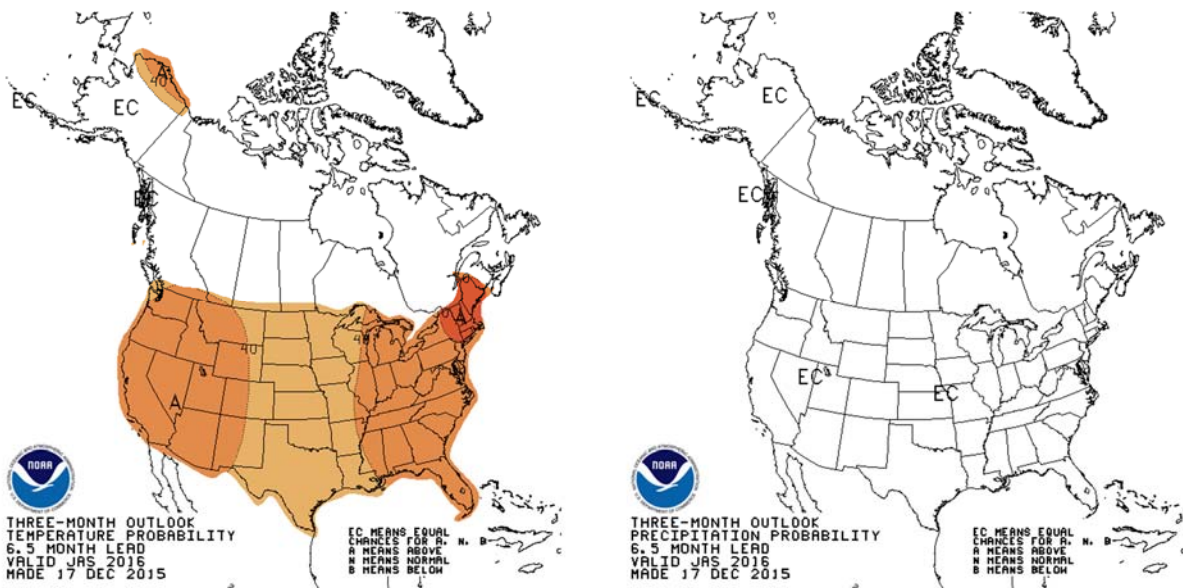 A
40
EC
EC
EC
40
A
40
A
NOAA
THREE-MONTH OUTLOOK
TEMPERATURE PROBABILITY
6.5 MONTH LEAD
VALID JAS 2016
MADE 17 DEC 2015
EC MEANS EQUAL
CHANCES FOR A, N, B
A MEANS ABOVE
N MEANS NORMAL
B MEANS BELOW
EC
EC
EC
EC
EC
NOAA
THREE-MONTH OUTLOOK
PRECIPITATION PROBABILITY
6.5 MONTH LEAD
VALID JAS 2016
MADE 17 DEC 2015
EC MEANS EQUAL
CHANCES FOR A, N, B
A MEANS ABOVE
N MEANS NORMAL
B MEANS BELOW